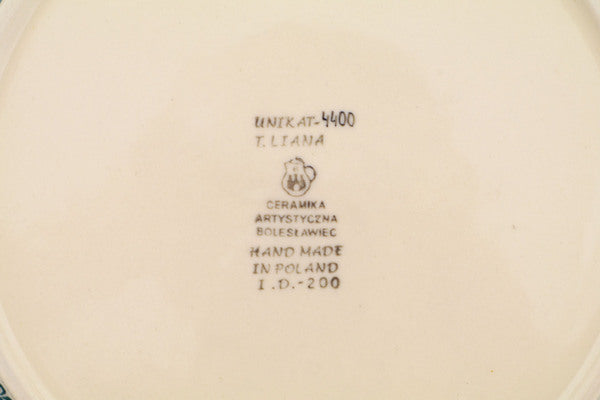 UNIKAT-4400
T. LIANA
CERAMIKA
ARTYSTYCZNA
BOLESŁAWIEC
HAND MADE
IN POLAND
I.D.-200